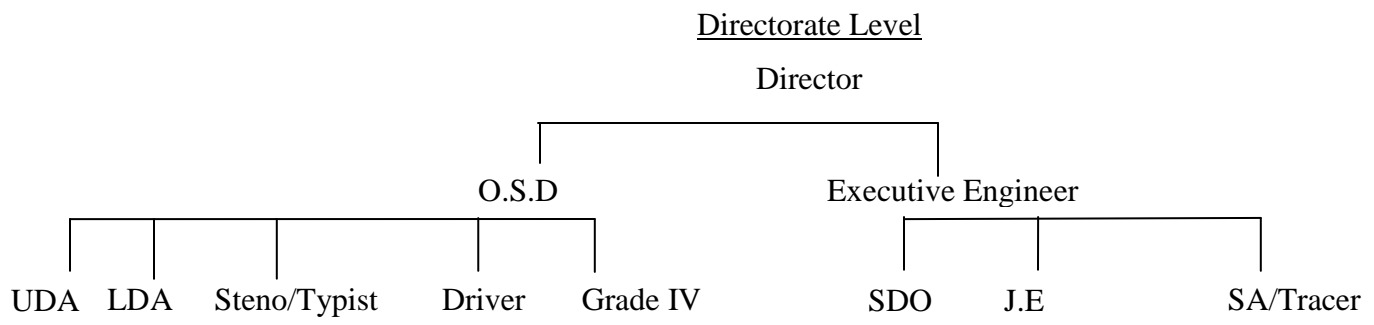 Directorate Level
Director
O.S.D Executive Engineer
UDA LDA Steno/Typist Driver Grade IV SDO J.E SA/Tracer